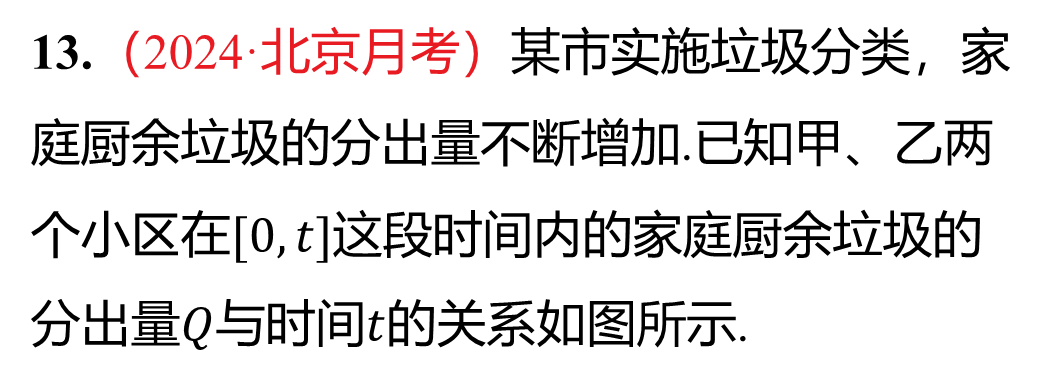 13.（2024·北京月考）某市实施垃圾分类，家
庭厨余垃圾的分出量不断增加.已知甲、乙两
个小区在[0,t]这段时间内的家庭厨余垃圾的
分出量Q与时间t的关系如图所示.